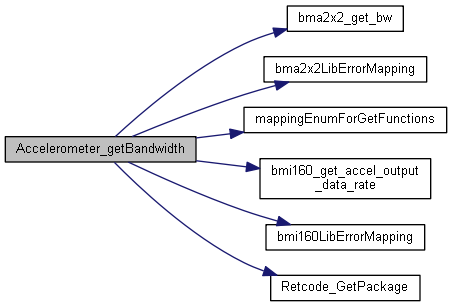 bma2x2_get_bw
bma2x2LibErrorMapping
mappingEnumForGetFunctions
Accelerometer_getBandwidth
bmi160_get_accel_output
_data_rate
bmi160LibErrorMapping
Retcode_GetPackage